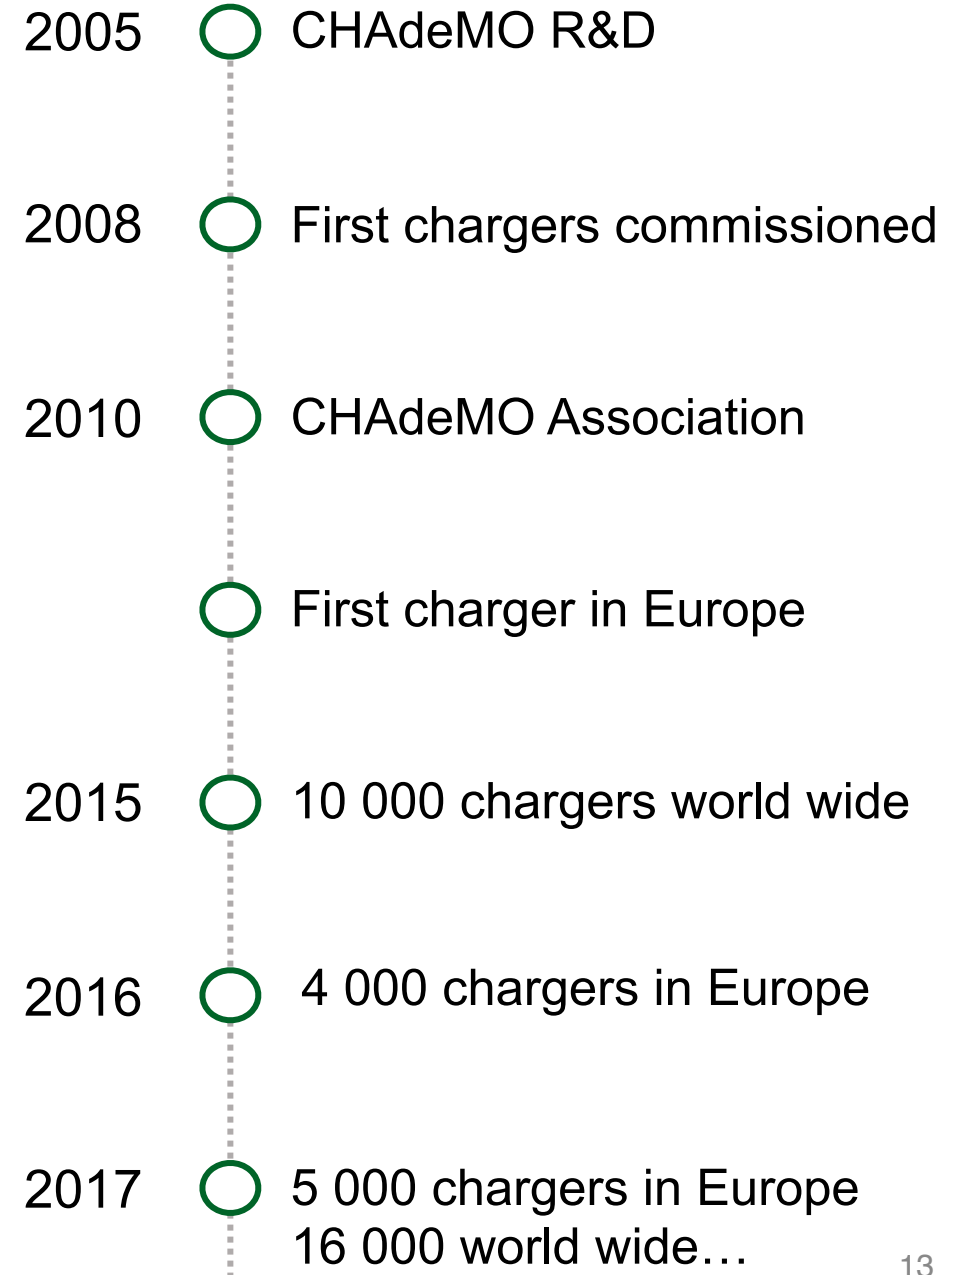 2005 CHAdeMO R&D
2008 First chargers commissioned
2010 CHAdeMO Association
First charger in Europe
2015 10 000 chargers world wide
2016 4 000 chargers in Europe
2017 5 000 chargers in Europe
16 000 world wide…
13